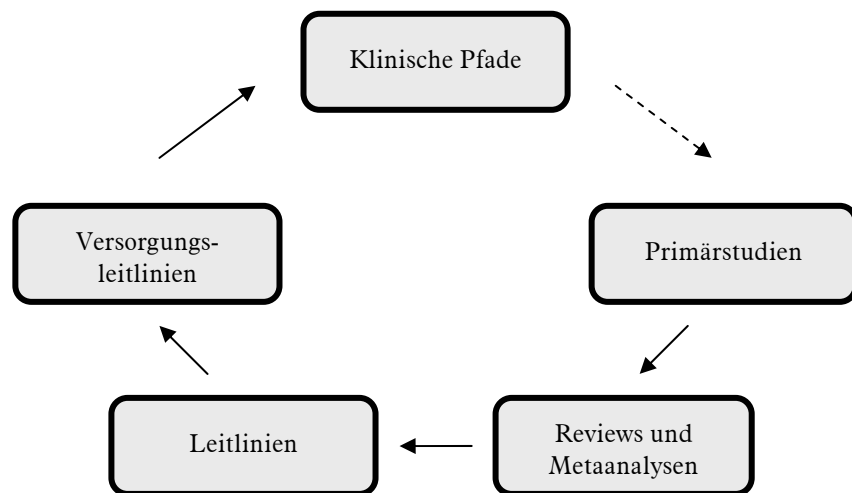 Klinische Pfade
Versorgungs-
leitlinien
Primärstudien
Leitlinien
Reviews und
Metaanalysen